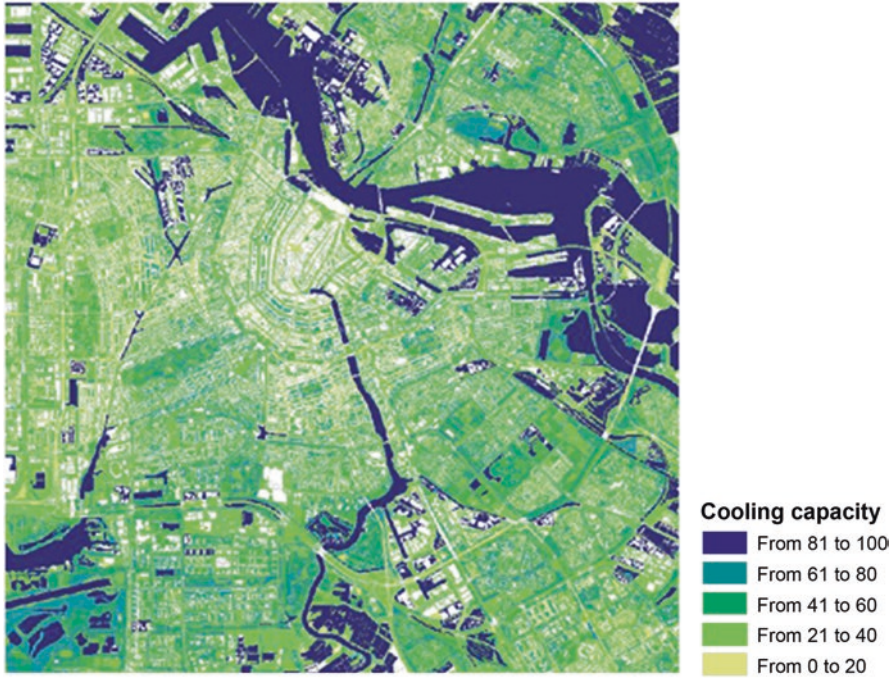 Cooling capacity
From 81 to 100
From 61 to 80
From 41 to 60
From 21 to 40
From 0 to 20